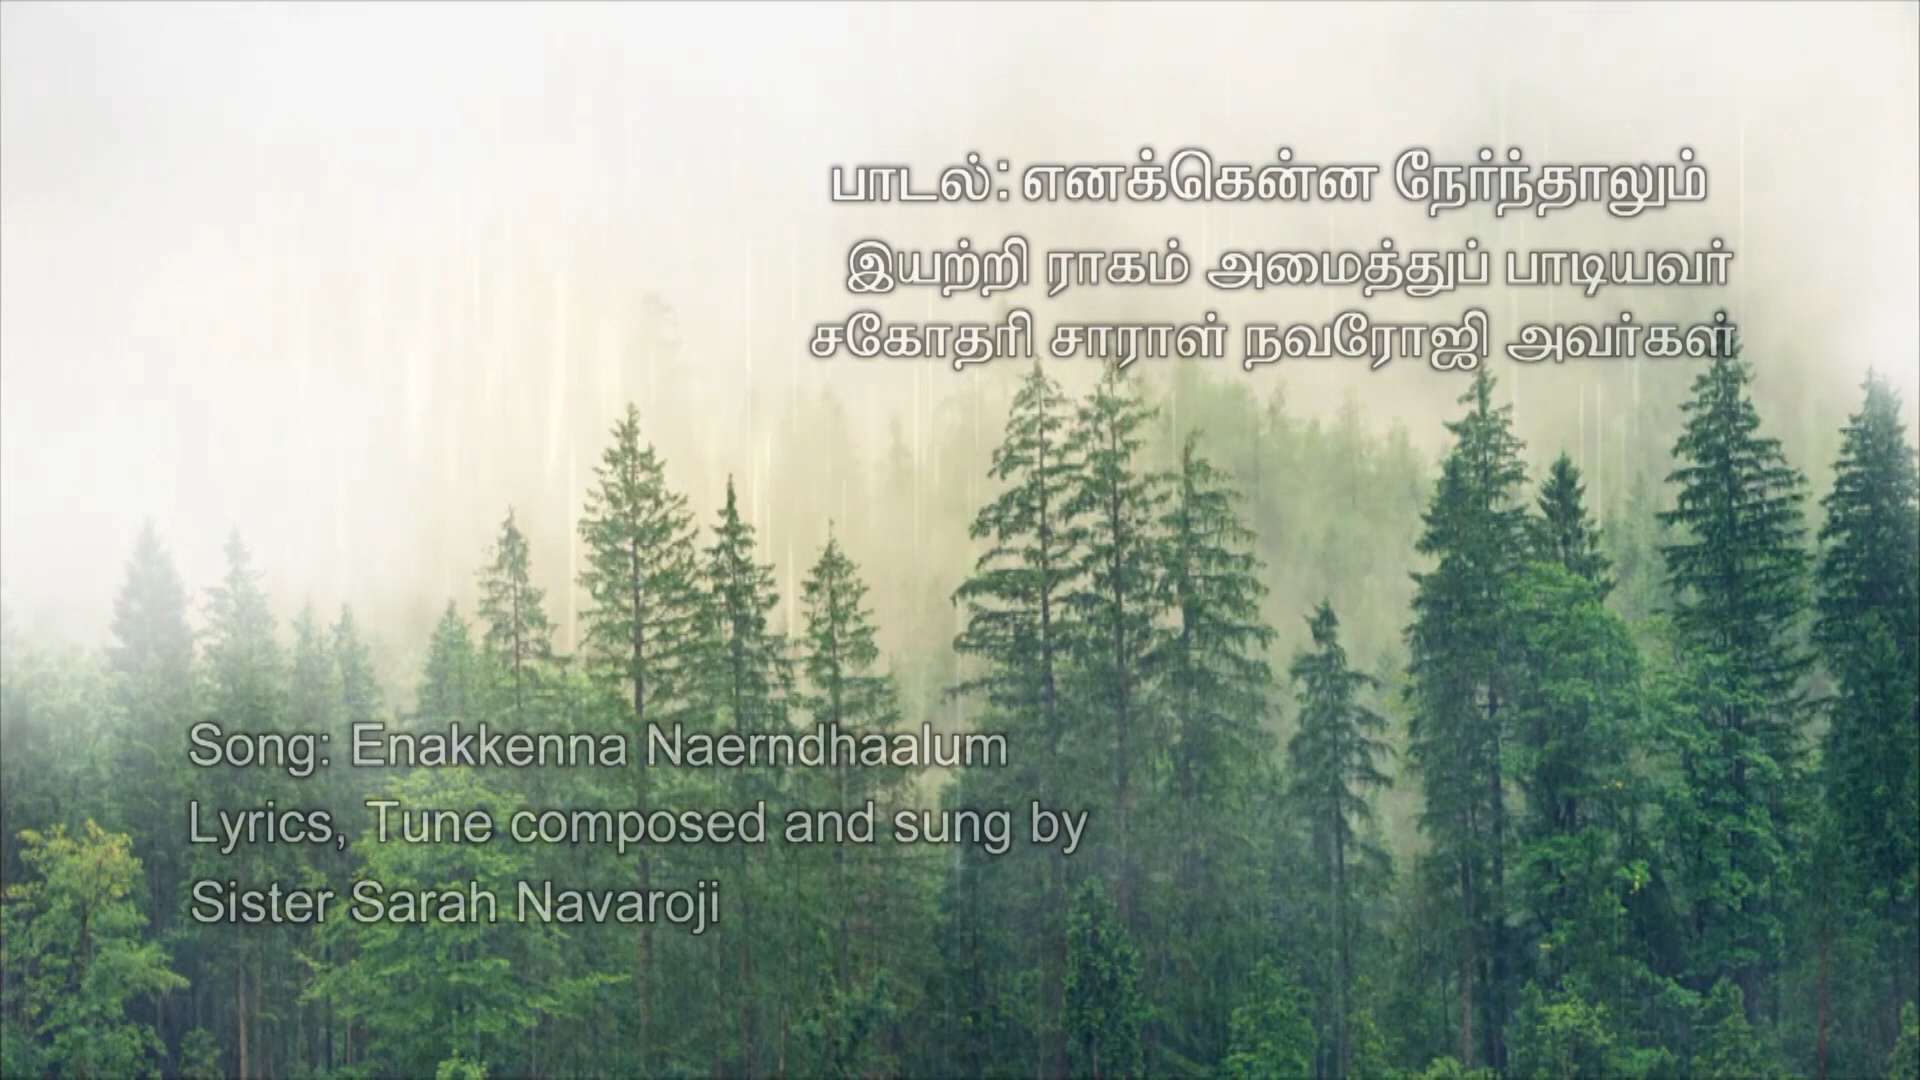 பாடல்: எனக்கென்ன நேர்ந்தாலும்
இயற்றி ராகம் அமைத்துப் பாடியவர்
சகோதரி சாராள் நவரோஜி அவர்கள்
Song: Enakkenna Naerndhaalum
Lyrics, Tune composed and sung by
Sister Sarah Navaroji